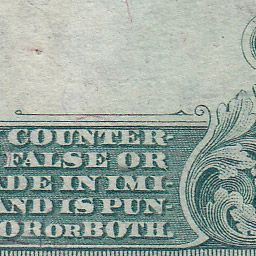 COUNTER-
FALSE OR
ADE IN IMI-
AND IS PUN-
OR OR BOTH.